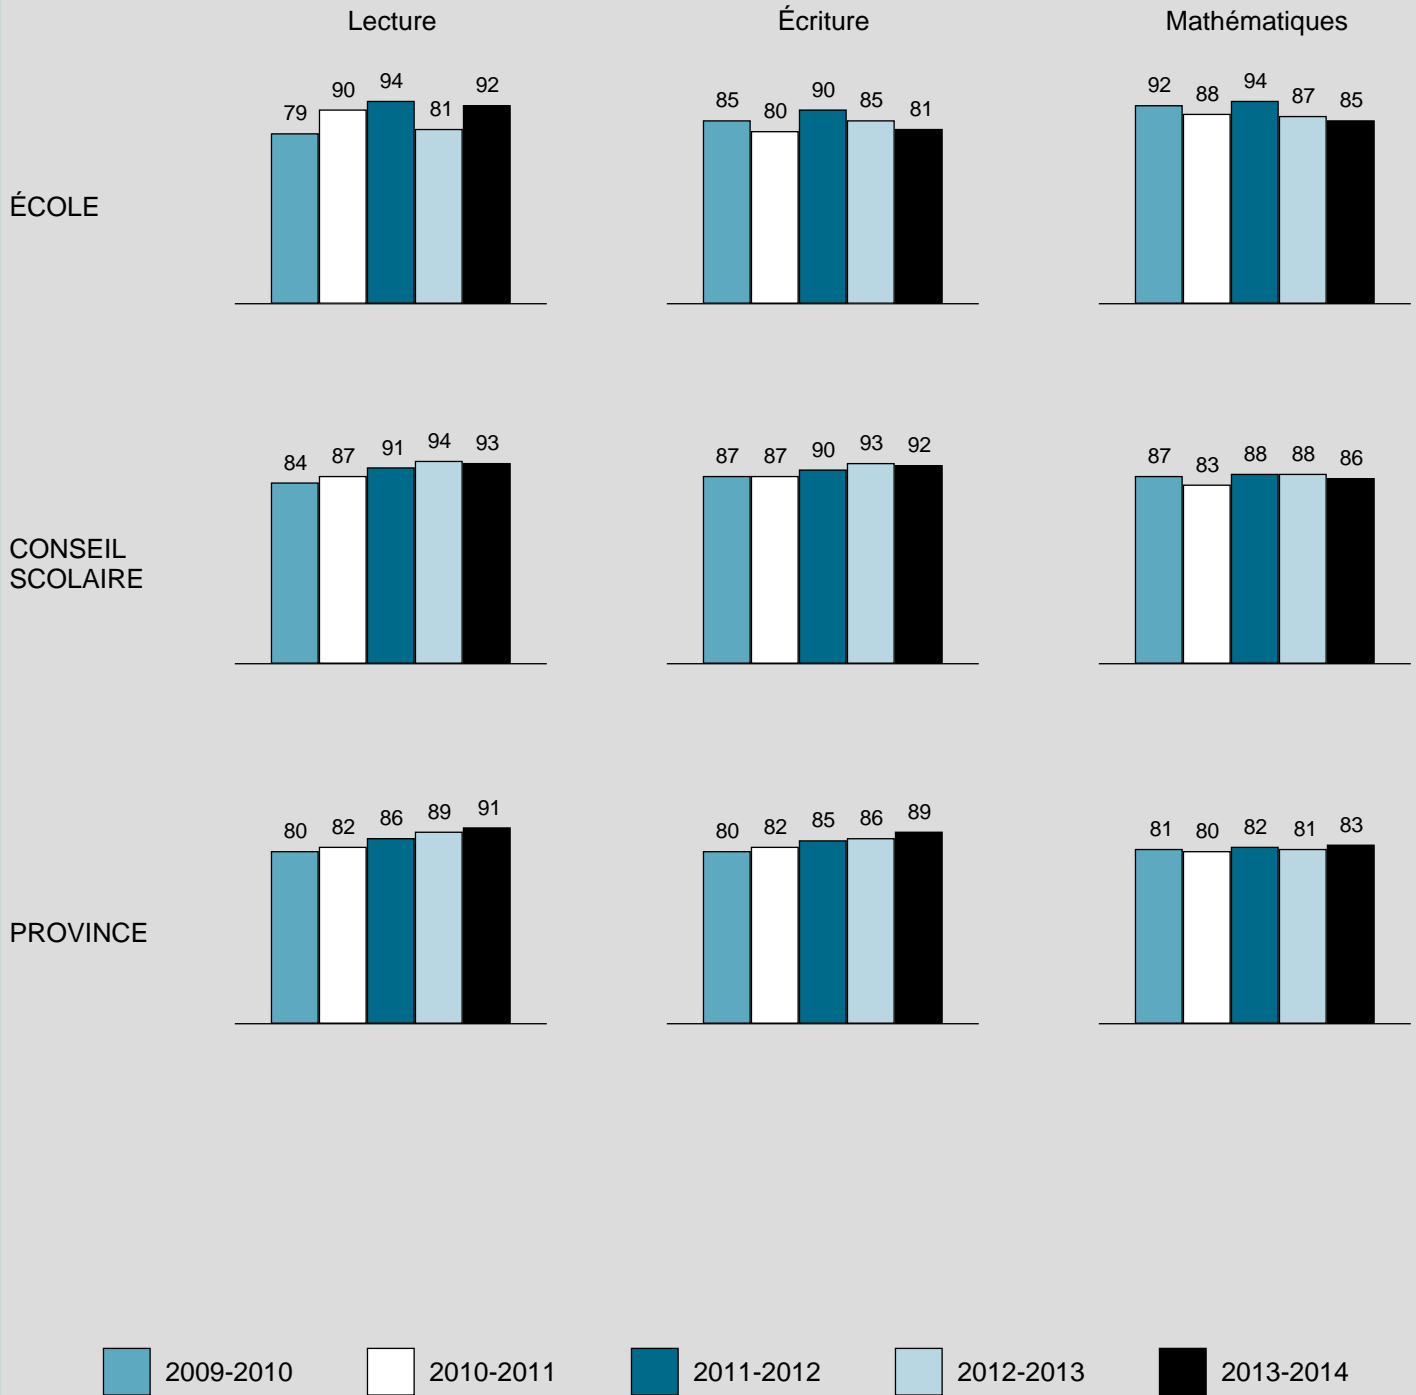 Lecture Écriture Mathématiques
79 90 94 81 92 85 80 90 85 81 92 88 94 87 85
ÉCOLE
84 87 91 94 93 87 87 90 93 92 87 83 88 88 86
CONSEIL
SCOLAIRE
80 82 86 89 91 80 82 85 86 89 81 80 82 81 83
PROVINCE
2009-2010 2010-2011 2011-2012 2012-2013 2013-2014